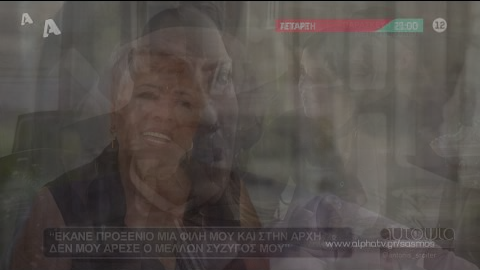 ΤΕΤΑΡΤΗ 21:00 12
"ΕΚΑΝΕ ΠΡΟΞΕΝΙΟ ΜΙΑ ΦΙΛΗ ΜΟΥ ΚΑΙ ΣΤΗΝ ΑΡΧΗ
ΔΕΝ ΜΟΥ ΑΡΕΣΕ Ο ΜΕΛΛΩΝ ΣΥΖΥΓΟΣ ΜΟΥ"
www.alphatv.gr/sasmos